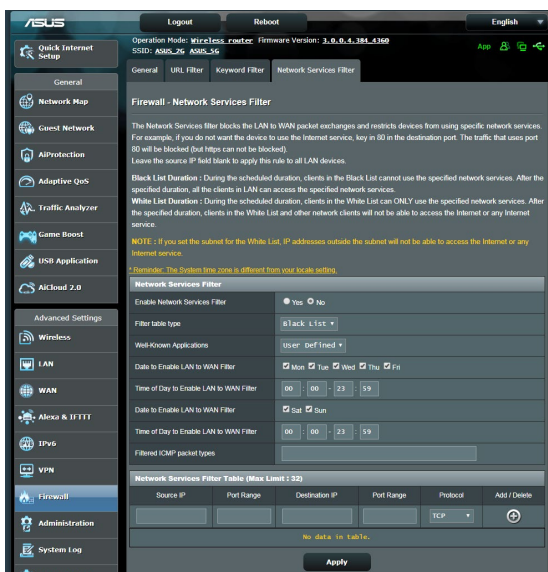 ASUS
Logout
Reboot
English
Operation Mode: Wireless router Firmware Version: 3.0.0.4.384_4360
SSID: ASUS_2G ASUS_5G
App
Quick Internet Setup
General
Network Map
Guest Network
AiProtection
Adaptive QoS
Traffic Analyzer
Game Boost
USB Application
AiCloud 2.0
Advanced Settings
Wireless
LAN
WAN
Alexa & IFTTT
IPv6
VPN
Firewall
Administration
System Log
General URL Filter Keyword Filter Network Services Filter
Firewall - Network Services Filter
The Network Services filter blocks the LAN to WAN packet exchanges and restricts devices from using specific network services.
For example, if you do not want the device to use the Internet service, key in 80 in the destination port. The traffic that uses port
80 will be blocked (but https can not be blocked).
Leave the source IP field blank to apply this rule to all LAN devices.
Black List Duration : During the scheduled duration, clients in the Black List cannot use the specified network services. After the
specified duration, all the clients in LAN can access the specified network services.
White List Duration : During the scheduled duration, clients in the White List can ONLY use the specified network services. After
the specified duration, clients in the White List and other network clients will not be able to access the Internet or any Internet
service.
NOTE : If you set the subnet for the White List, IP addresses outside the subnet will not be able to access the Internet or any
Internet service.
* Reminder: The System time zone is different from your locale setting.
Network Services Filter
Enable Network Services Filter Yes No
Filter table type Black List
Well-Known Applications User Defined
Date to Enable LAN to WAN Filter Mon Tue Wed Thu Fri
Time of Day to Enable LAN to WAN Filter 00 : 00 - 23 : 59
Date to Enable LAN to WAN Filter Sat Sun
Time of Day to Enable LAN to WAN Filter 00 : 00 - 23 : 59
Filtered ICMP packet types
Network Services Filter Table (Max Limit : 32)
Source IP Port Range Destination IP Port Range Protocol Add / Delete
TCP
No data in table.
Apply